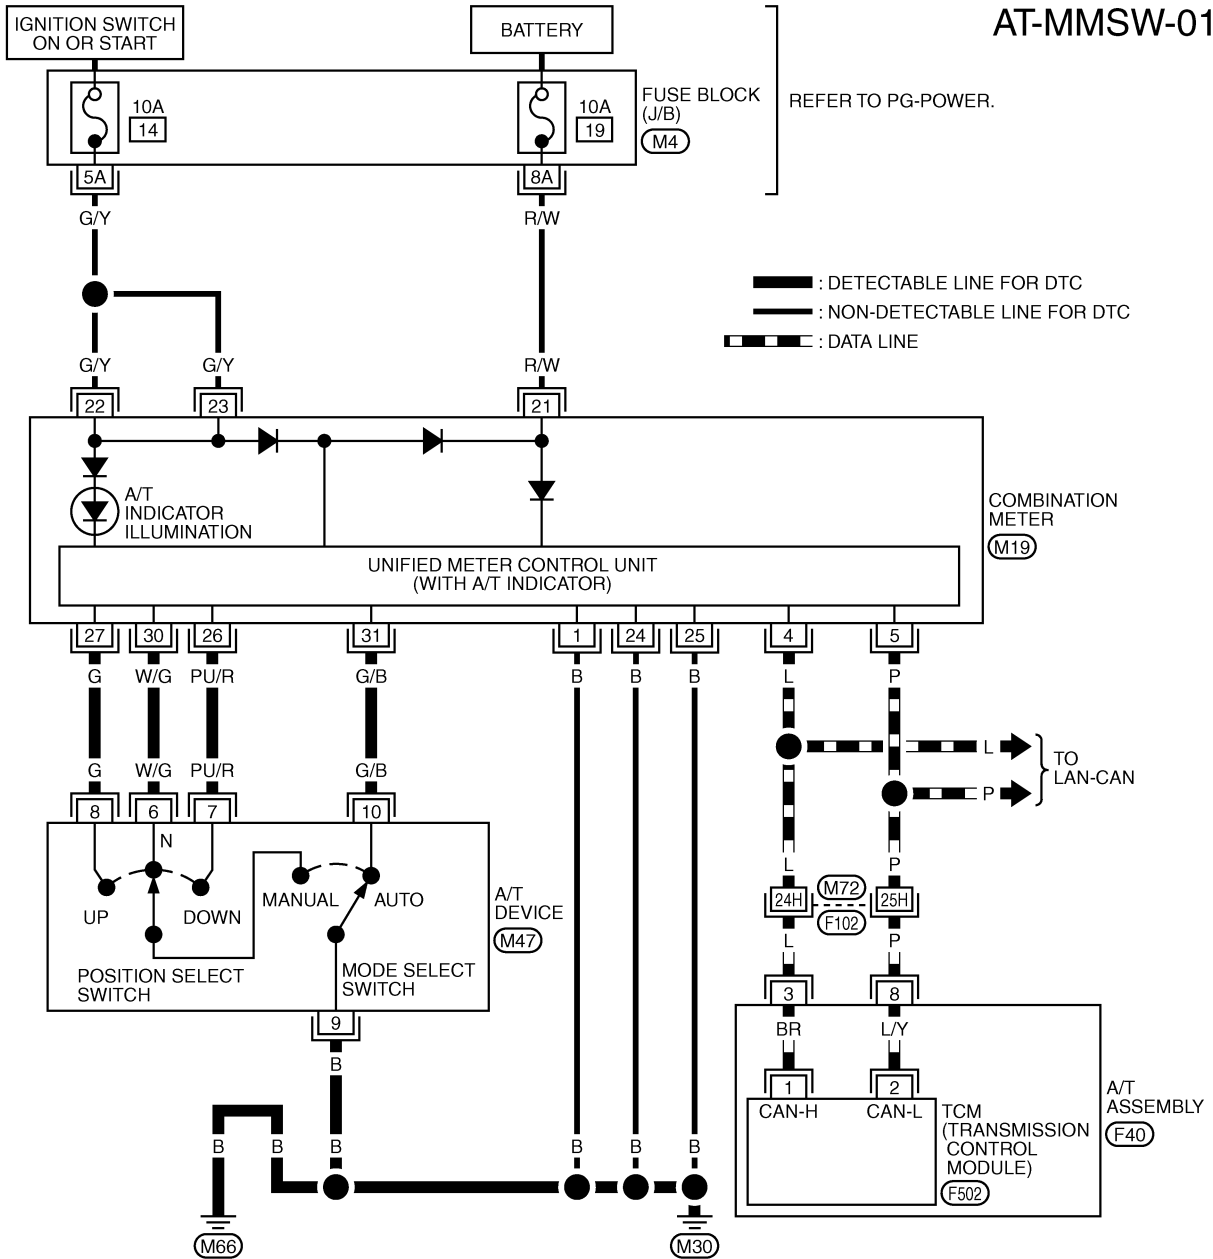 AT-MMSW-01
IGNITION SWITCH
ON OR START
BATTERY
10A
14
10A
19
FUSE BLOCK
(J/B)
M4
REFER TO PG-POWER.
5A
8A
G/Y
R/W
: DETECTABLE LINE FOR DTC
: NON-DETECTABLE LINE FOR DTC
: DATA LINE
G/Y
G/Y
R/W
22
23
21
A/T
INDICATOR
ILLUMINATION
COMBINATION
METER
M19
UNIFIED METER CONTROL UNIT
(WITH A/T INDICATOR)
27
30
26
31
1
24
25
4
5
G
W/G
PU/R
G/B
B
B
B
L
P
L
P
TO
LAN-CAN
G
W/G
PU/R
G/B
8
6
7
10
N
UP
DOWN
MANUAL
AUTO
POSITION SELECT
SWITCH
MODE SELECT
SWITCH
A/T
DEVICE
M47
L
P
24H
M72
F102
25H
L
P
3
8
BR
L/Y
1
2
CAN-H
CAN-L
TCM
(TRANSMISSION
CONTROL
MODULE)
F502
A/T
ASSEMBLY
F40
9
B
B
B
B
B
B
B
M66
M30